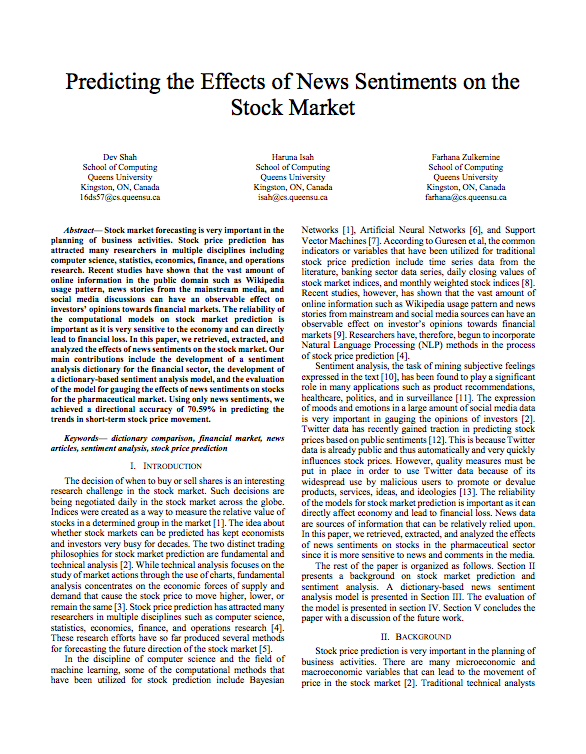 Predicting the Effects of News Sentiments on the
Stock Market
Dev Shah
School of Computing
Queens University
Kingston, ON, Canada
16ds57@cs.queensu.ca
Haruna Isah
School of Computing
Queens University
Kingston, ON, Canada
isah@cs.queensu.ca
Farhana Zulkernine
School of Computing
Queens University
Kingston, ON, Canada
farhana@cs.queensu.ca
Abstract— Stock market forecasting is very important in the
planning of business activities. Stock price prediction has
attracted many researchers in multiple disciplines including
computer science, statistics, economics, finance, and operations
research. Recent studies have shown that the vast amount of
online information in the public domain such as Wikipedia
usage pattern, news stories from the mainstream media, and
social media discussions can have an observable effect on
investors’ opinions towards financial markets. The reliability of
the computational models on stock market prediction is
important as it is very sensitive to the economy and can directly
lead to financial loss. In this paper, we retrieved, extracted, and
analyzed the effects of news sentiments on the stock market. Our
main contributions include the development of a sentiment
analysis dictionary for the financial sector, the development of
a dictionary-based sentiment analysis model, and the evaluation
of the model for gauging the effects of news sentiments on stocks
for the pharmaceutical market. Using only news sentiments, we
achieved a directional accuracy of 70.59% in predicting the
trends in short-term stock price movement.
Keywords— dictionary comparison, financial market, news
articles, sentiment analysis, stock price prediction
I. INTRODUCTION
The decision of when to buy or sell shares is an interesting
research challenge in the stock market. Such decisions are
being negotiated daily in the stock market across the globe.
Indices were created as a way to measure the relative value of
stocks in a determined group in the market [1]. The idea about
whether stock markets can be predicted has kept economists
and investors very busy for decades. The two distinct trading
philosophies for stock market prediction are fundamental and
technical analysis [2]. While technical analysis focuses on the
study of market actions through the use of charts, fundamental
analysis concentrates on the economic forces of supply and
demand that cause the stock price to move higher, lower, or
remain the same [3]. Stock price prediction has attracted many
researchers in multiple disciplines such as computer science,
statistics, economics, finance, and operations research [4].
These research efforts have so far produced several methods
for forecasting the future direction of the stock market [5].
In the discipline of computer science and the field of
machine learning, some of the computational methods that
have been utilized for stock prediction include Bayesian
Networks [1], Artificial Neural Networks [6], and Support
Vector Machines [7]. According to Guresen et al, the common
indicators or variables that have been utilized for traditional
stock price prediction include time series data from the
literature, banking sector data series, daily closing values of
stock market indices, and monthly weighted stock indices [8].
Recent studies, however, has shown that the vast amount of
online information such as Wikipedia usage pattern and news
stories from mainstream and social media sources can have an
observable effect on investor’s opinions towards financial
markets [9]. Researchers have, therefore, begun to incorporate
Natural Language Processing (NLP) methods in the process
of stock price prediction [4].
Sentiment analysis, the task of mining subjective feelings
expressed in the text [10], has been found to play a significant
role in many applications such as product recommendations,
healthcare, politics, and in surveillance [11]. The expression
of moods and emotions in a large amount of social media data
is very important in gauging the opinions of investors [2].
Twitter data has recently gained traction in predicting stock
prices based on public sentiments [12]. This is because Twitter
data is already public and thus automatically and very quickly
influences stock prices. However, quality measures must be
put in place in order to use Twitter data because of its
widespread use by malicious users to promote or devalue
products, services, ideas, and ideologies [13]. The reliability
of the models for stock market prediction is important as it can
directly affect economy and lead to financial loss. News data
are sources of information that can be relatively relied upon.
In this paper, we retrieved, extracted, and analyzed the effects
of news sentiments on stocks in the pharmaceutical sector
since it is more sensitive to news and comments in the media.
The rest of the paper is organized as follows. Section II
presents a background on stock market prediction and
sentiment analysis. A dictionary-based news sentiment
analysis model is presented in Section III. The evaluation of
the model is presented in section IV. Section V concludes the
paper with a discussion of the future work.
II. BACKGROUND
Stock price prediction is very important in the planning of
business activities. There are many microeconomic and
macroeconomic variables that can lead to the movement of
price in the stock market [2]. Traditional technical analysts